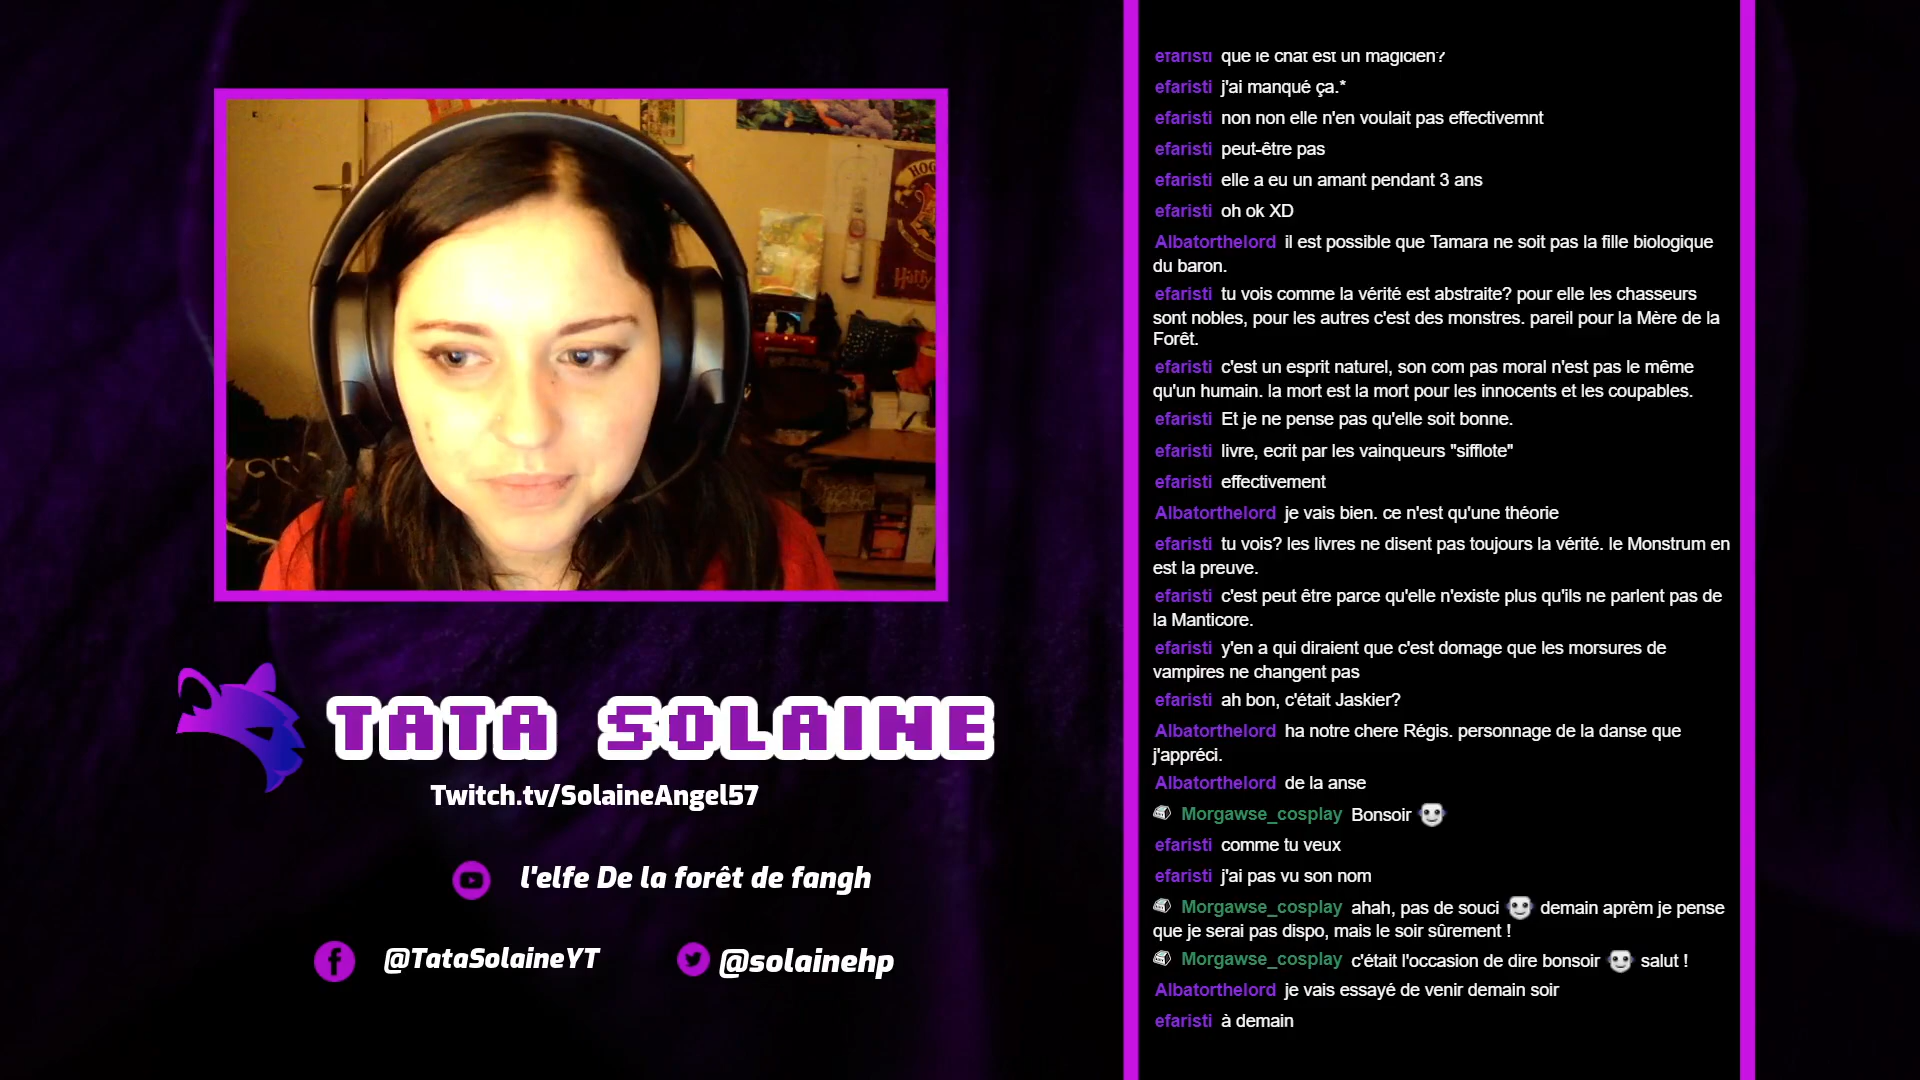 HOG
Harry
TATA SOLAINE
Twitch.tv/SolaineAngel57
l'elfe De la forêt de fangh
@TataSolaineYT
@solainehp
efaristi que le chat est un magicien?
efaristi j'ai manqué ça.*
efaristi non non elle n'en voulait pas effectivemnt
efaristi peut-être pas
efaristi elle a eu un amant pendant 3 ans
efaristi oh ok XD
Albatorthelord il est possible que Tamara ne soit pas la fille biologique
du baron.
efaristi tu vois comme la vérité est abstraite? pour elle les chasseurs
sont nobles, pour les autres c'est des monstres. pareil pour la Mère de la
Forêt.
efaristi c'est un esprit naturel, son com pas moral n'est pas le même
qu'un humain. la mort est la mort pour les innocents et les coupables.
efaristi Et je ne pense pas qu'elle soit bonne.
efaristi livre, ecrit par les vainqueurs "sifflote"
efaristi effectivement
Albatorthelord je vais bien. ce n'est qu'une théorie
efaristi tu vois? les livres ne disent pas toujours la vérité. le Monstrum en
est la preuve.
efaristi c'est peut être parce qu'elle n'existe plus qu'ils ne parlent pas de
la Manticore.
efaristi y'en a qui diraient que c'est domage que les morsures de
vampires ne changent pas
efaristi ah bon, c'était Jaskier?
Albatorthelord ha notre chere Régis. personnage de la danse que
j'appréci.
Albatorthelord de la anse
Morgawse_cosplay Bonsoir
efaristi comme tu veux
efaristi j'ai pas vu son nom
Morgawse_cosplay ahah, pas de souci demain aprèm je pense
que je serai pas dispo, mais le soir sûrement !
Morgawse_cosplay c'était l'occasion de dire bonsoir salut !
Albatorthelord je vais essayé de venir demain soir
efaristi à demain